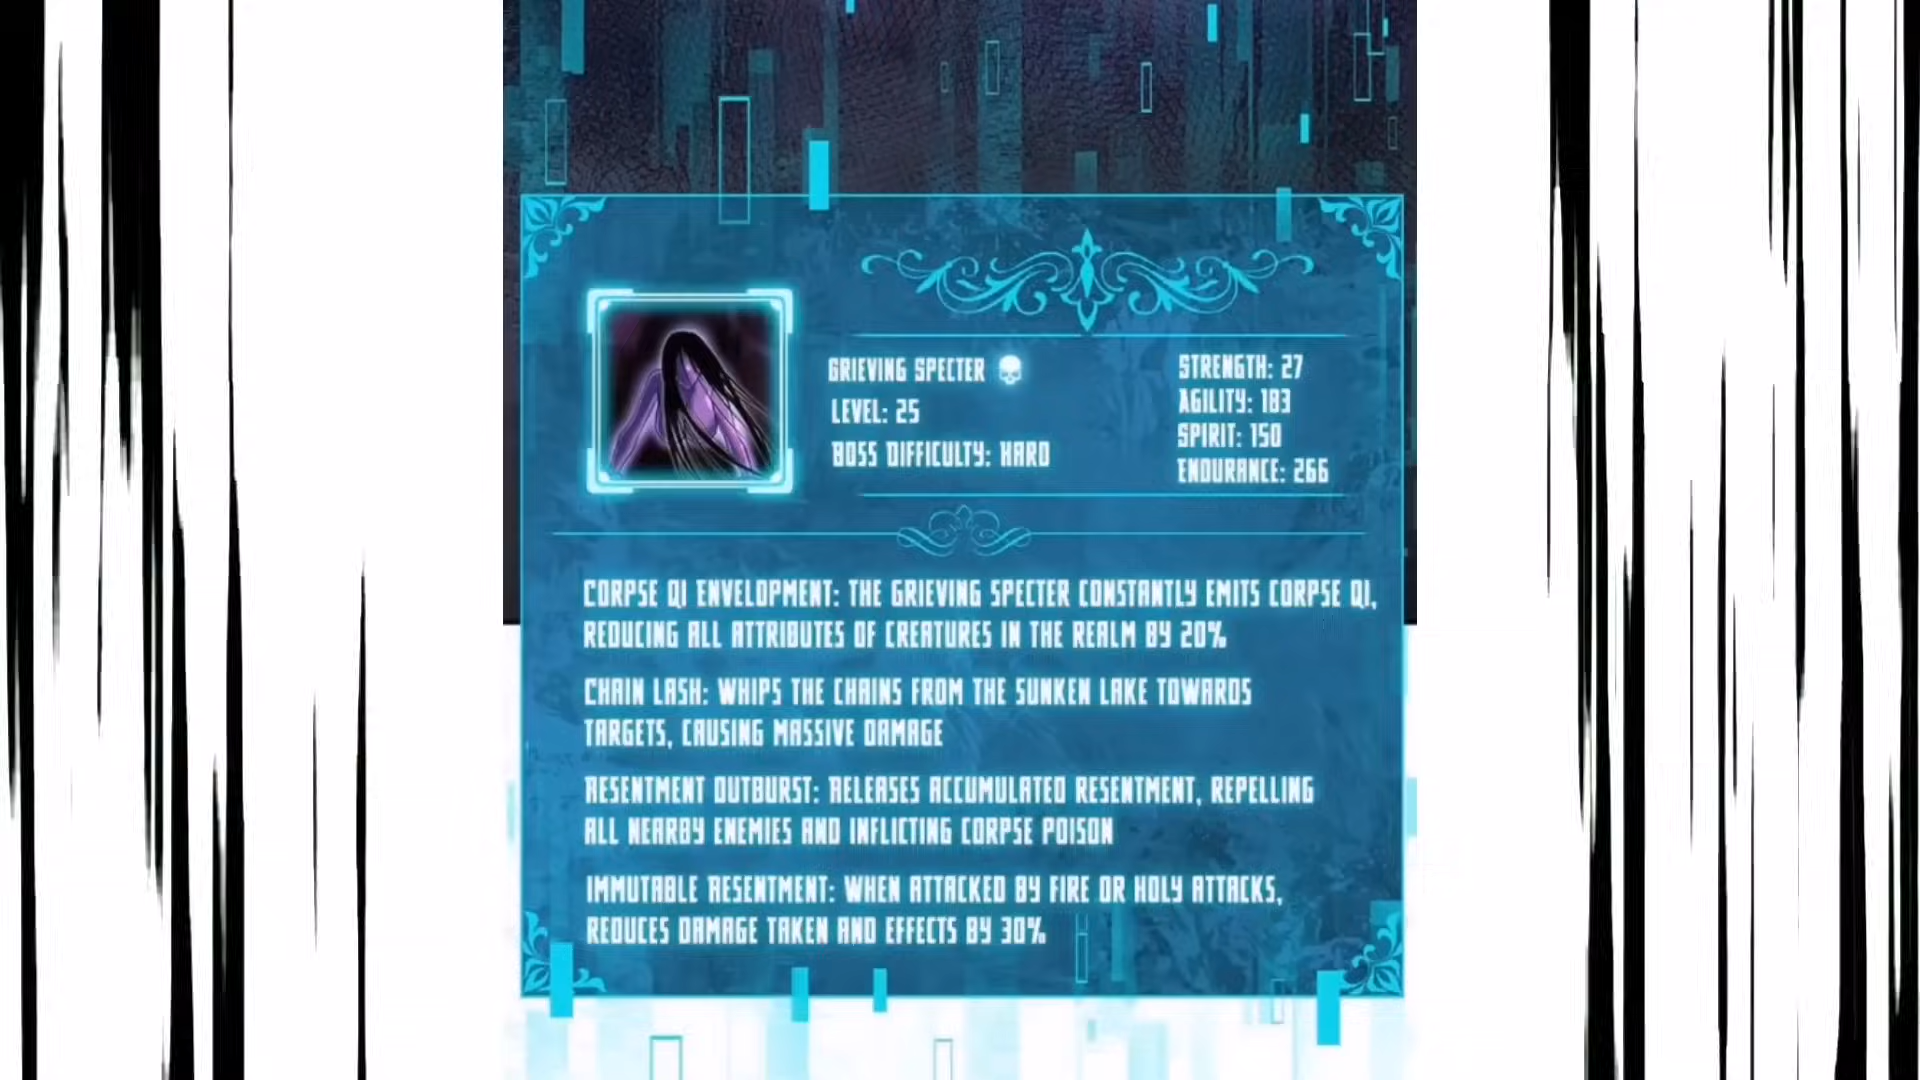 GRIEVING SPECTER
LEVEL: 25
BOSS DIFFICULTY: HARD
STRENGTH: 27
AGILITY: 183
SPIRIT: 150
ENDURANCE: 266
CORPSE QI ENVELOPMENT: THE GRIEVING SPECTER CONSTANTLY EMITS CORPSE QI,
REDUCING ALL ATTRIBUTES OF CREATURES IN THE REALM BY 20%
CHAIN LASH: WHIPS THE CHAINS FROM THE SUNKEN LAKE TOWARDS
TARGETS, CAUSING MASSIVE DAMAGE
RESENTMENT OUTBURST: RELEASES ACCUMULATED RESENTMENT, REPELLING
ALL NEARBY ENEMIES AND INFLICTING CORPSE POISON
IMMUTABLE RESENTMENT: WHEN ATTACKED BY FIRE OR HOLY ATTACKS,
REDUCES DAMAGE TAKEN AND EFFECTS BY 30%